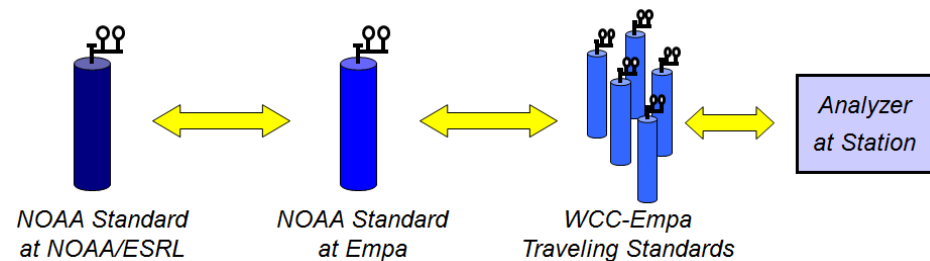 NOAA Standard
at NOAA/ESRL
NOAA Standard
at Empa
WCC-Empa
Traveling Standards
Analyzer
at Station